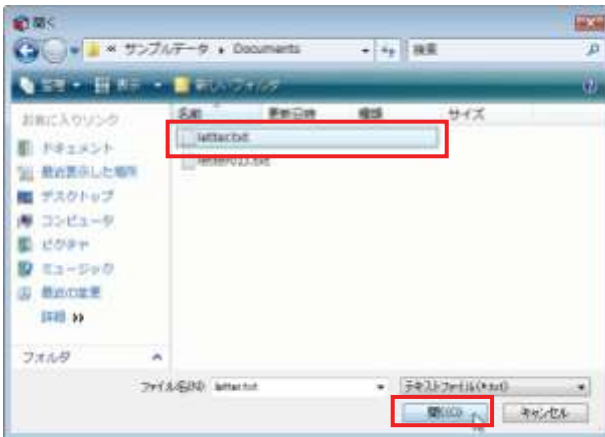 開く
« サンプルデータ ▸ Documents
検索
整理 表示 新しいフォルダ
お気に入りリンク
名前 更新日時 種類 サイズ
letter.txt
ドキュメント
最近表示した場所
デスクトップ
コンピュータ
ピクチャ
ミュージック
最近の変更
詳細 »
フォルダ
ファイル名(N): letter.txt
テキストファイル(*.txt)
開く(O) キャンセル